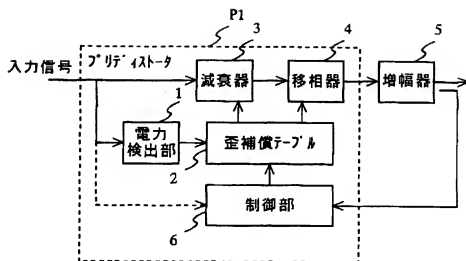 P1
3
4
5
入力信号
プリディストータ
減衰器
移相器
増幅器
1
電力
検出部
歪補償テーブル
2
制御部
6